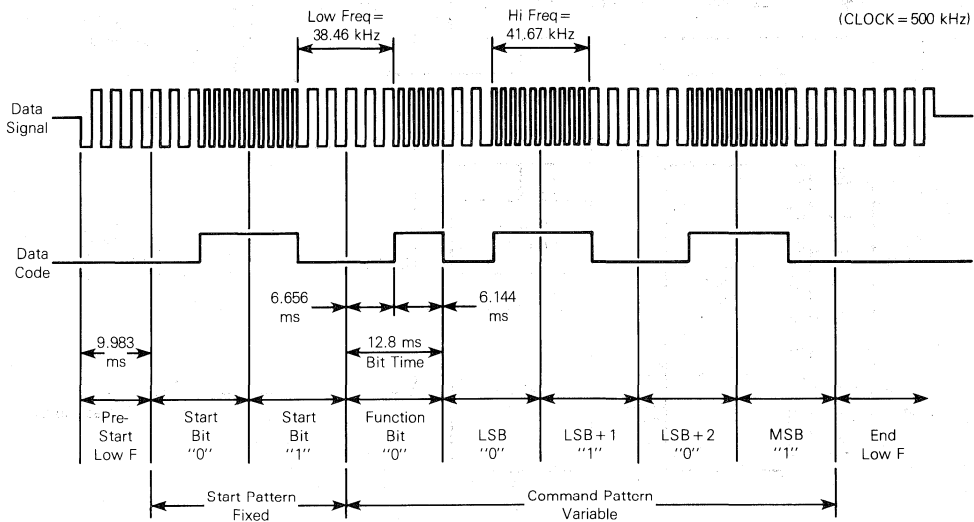 Low Freq=
38.46 kHz
Hi Freq=
41.67 kHz
(CLOCK = 500 kHz)
Data
Signal
Data
Code
6.656
ms
6.144
ms
9.983
ms
12.8 ms
Bit Time
Pre-
Start
Low F
Start
Bit
"0"
Start
Bit
"1"
Function
Bit
"0"
LSB
"0"
LSB + 1
"1"
LSB + 2
"0"
MSB
"1"
End
Low F
Start Pattern
Fixed
Command Pattern
Variable